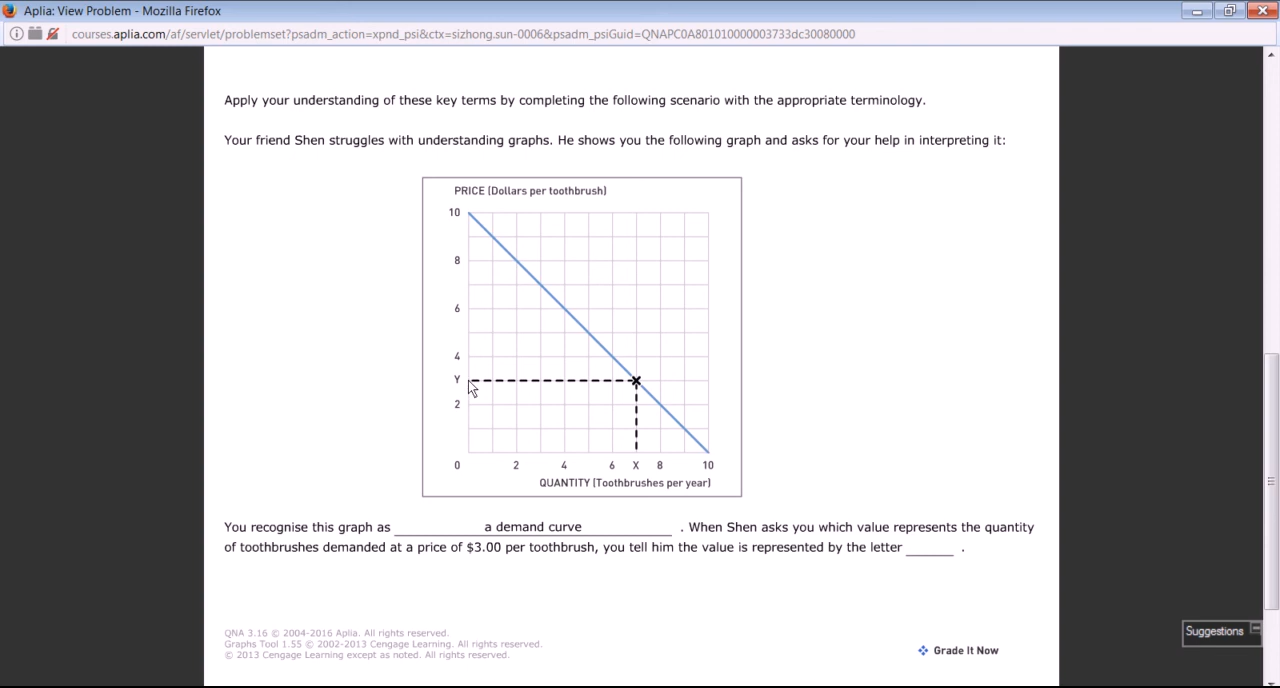 Aplia: View Problem - Mozilla Firefox
courses.aplia.com/af/servlet/problemset?psadm_action=xpnd_psi&ctx=sizhong.sun-0006&psadm_psiGuid=QNAPC0A801010000003733dc30080000
Apply your understanding of these key terms by completing the following scenario with the appropriate terminology.
Your friend Shen struggles with understanding graphs. He shows you the following graph and asks for your help in interpreting it:
PRICE (Dollars per toothbrush)
10
8
6
4
Y
2
0 2 4 6 X 8 10
QUANTITY (Toothbrushes per year)
You recognise this graph as a demand curve . When Shen asks you which value represents the quantity
of toothbrushes demanded at a price of $3.00 per toothbrush, you tell him the value is represented by the letter .
QNA 3.16 © 2004-2016 Aplia. All rights reserved.
Graphs Tool 1.55 © 2002-2013 Cengage Learning. All rights reserved.
© 2013 Cengage Learning except as noted. All rights reserved.
Grade It Now
Suggestions